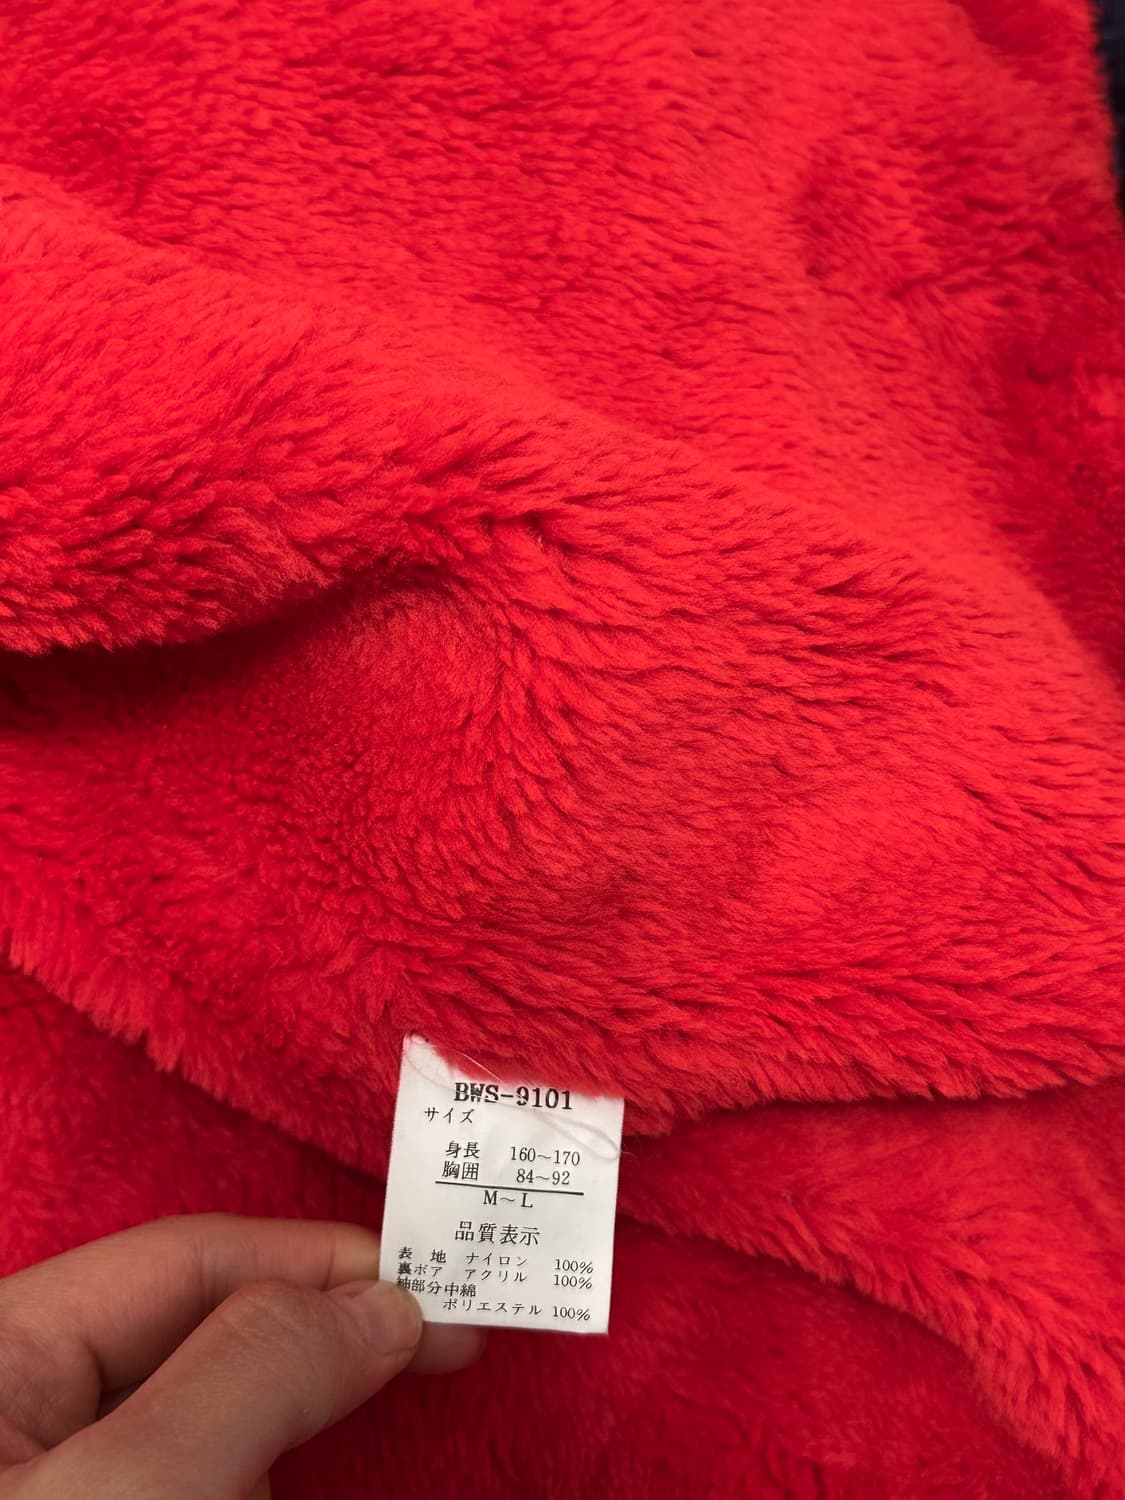 BWS-9101
サイズ
身長 160～170
胸囲 84～92
M～L
品質表示
表 地 ナイロン 100%
裏ボア アクリル 100%
袖部分中綿
ポリエステル 100%